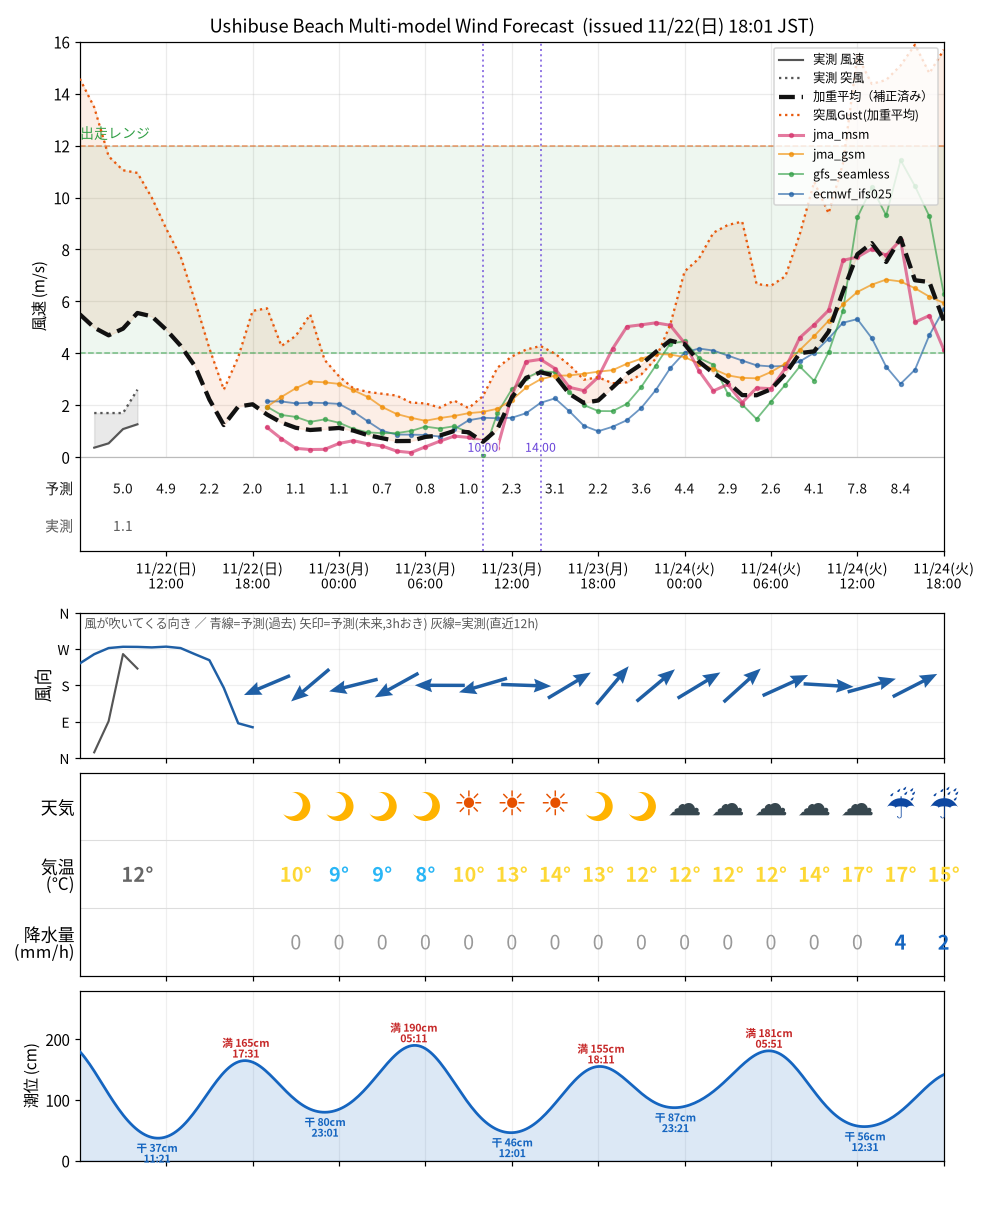 Ushibuse Beach Multi-model Wind Forecast  (issued 11/22(日) 18:01 JST)
風速 (m/s)
16
14
12
10
8
6
4
2
0
出走レンジ
実測 風速
実測 突風
加重平均（補正済み）
突風Gust(加重平均)
jma_msm
jma_gsm
gfs_seamless
ecmwf_ifs025
10:00 14:00
予測 5.0 4.9 2.2 2.0 1.1 1.1 0.7 0.8 1.0 2.3 3.1 2.2 3.6 4.4 2.9 2.6 4.1 7.8 8.4
実測 1.1
11/22(日) 11/22(日) 11/23(月) 11/23(月) 11/23(月) 11/23(月) 11/24(火) 11/24(火) 11/24(火) 11/24(火)
12:00 18:00 00:00 06:00 12:00 18:00 00:00 06:00 12:00 18:00
風向
N
W
S
E
N
風が吹いてくる向き ／ 青線=予測(過去) 矢印=予測(未来,3hおき) 灰線=実測(直近12h)
天気
気温
(°C)
12° 10° 9° 9° 8° 10° 13° 14° 13° 12° 12° 12° 12° 14° 17° 17° 15°
降水量
(mm/h)
0 0 0 0 0 0 0 0 0 0 0 0 0 0 4 2
潮位 (cm)
200
100
0
満 165cm
17:31
満 190cm
05:11
満 155cm
18:11
満 181cm
05:51
干 37cm
11:21
干 80cm
23:01
干 46cm
12:01
干 87cm
23:21
干 56cm
12:31